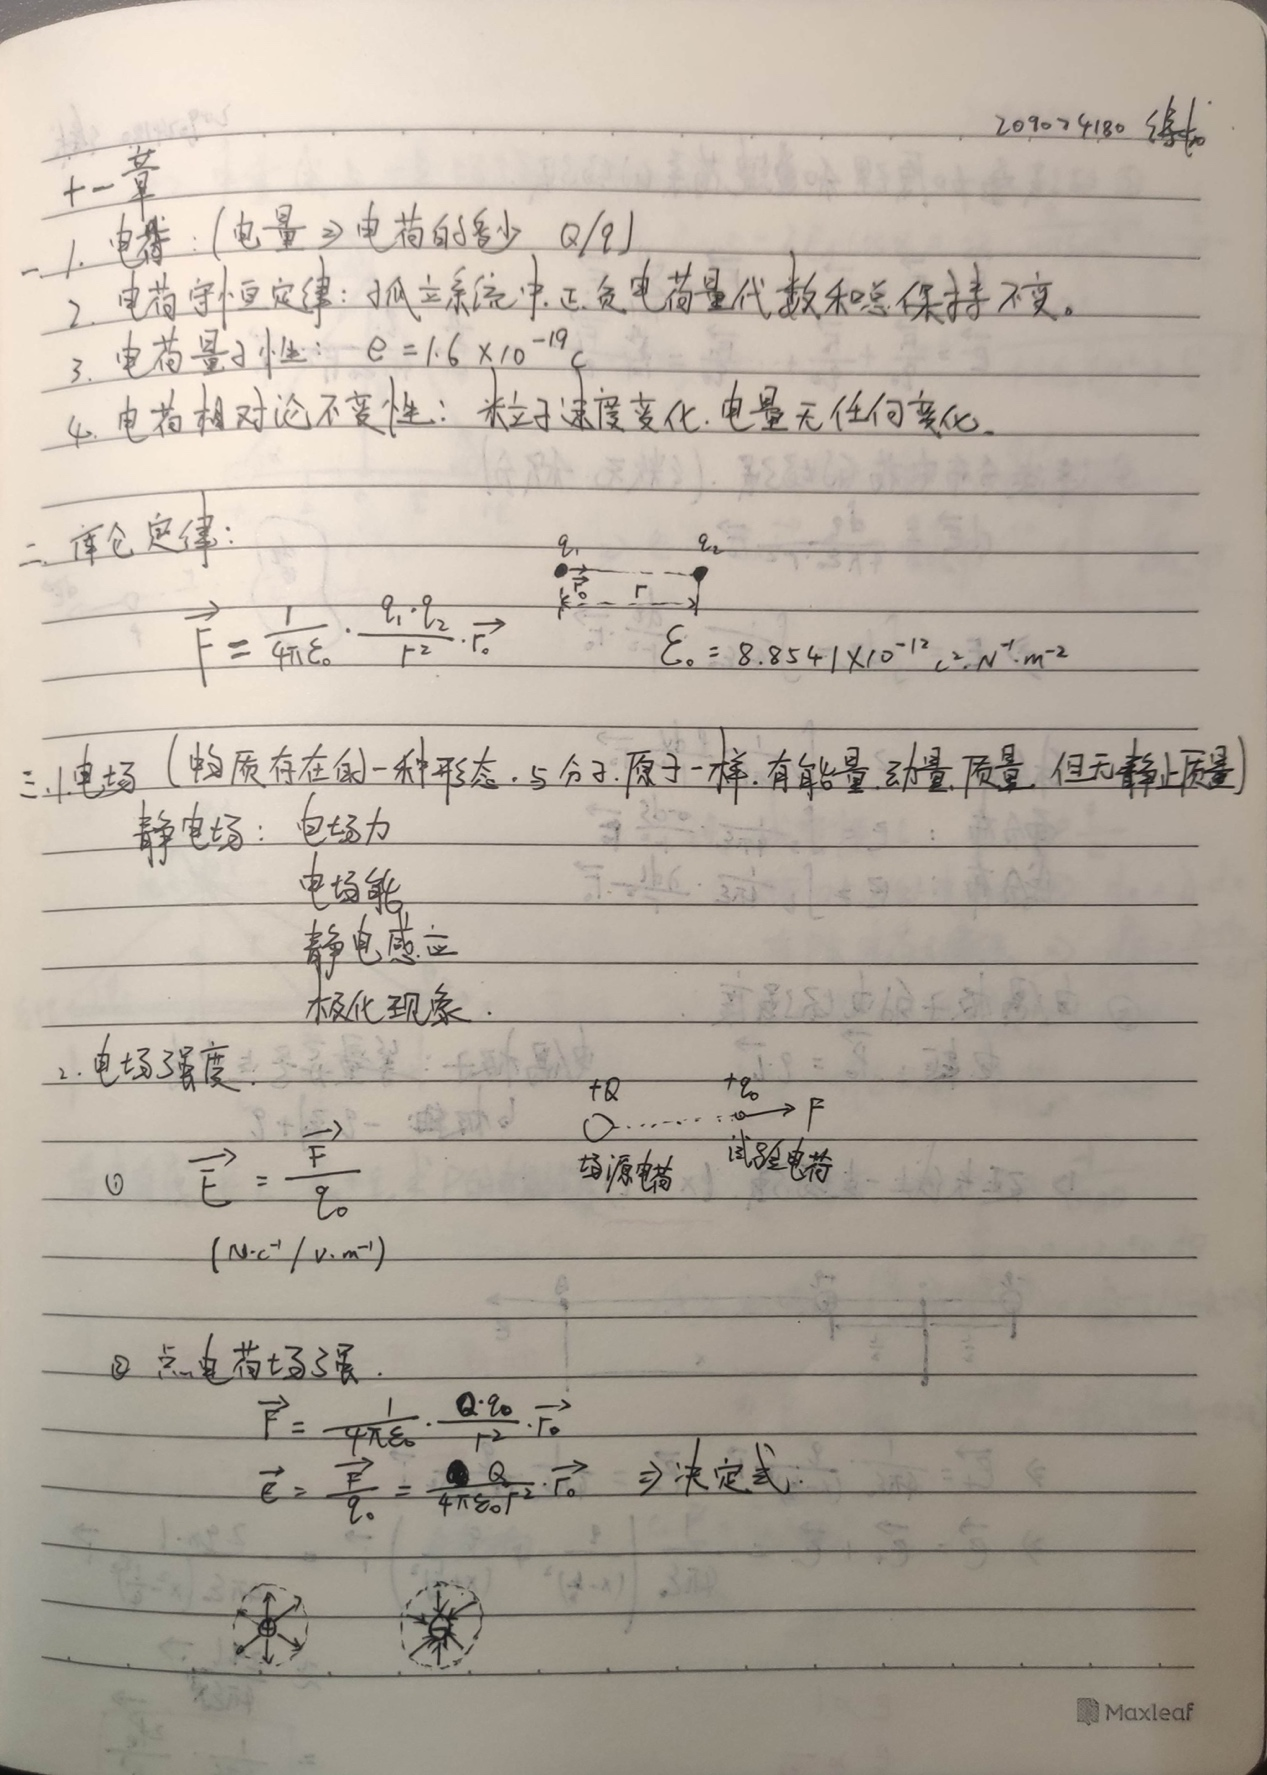 209024180
十一章
一、1. 电荷:(电量⇒电荷的多少 Q/q)
2. 电荷守恒定律:孤立系统中.正.负电荷量代数和总保持不变。
3. 电荷量子性: e=1.6×10⁻¹⁹c
4. 电荷相对论不变性: 粒子速度变化.电量无任何变化。
二、库仑定律:
q₁ q₂
r₀ r
F = 1/4πε₀ · q₁·q₂/r² · r₀
ε₀ = 8.8541×10⁻¹² c²·N⁻¹·m⁻²
三.1.电场 (物质存在的一种形态.与分子.原子一样.有能量.动量.质量.但无静止质量)
静电场: 电场力
电场能
静电感应
极化现象.
2.电场强度.
+Q +q₀ F
场源电荷 试验电荷
① E = F/q₀
(N·c⁻¹/v·m⁻¹)
② 点电荷场强.
F = 1/4πε₀ · Q·q₀/r² · r₀
E = F/q₀ = Q/4πε₀r² · r₀ ⇒决定式.
Maxleaf